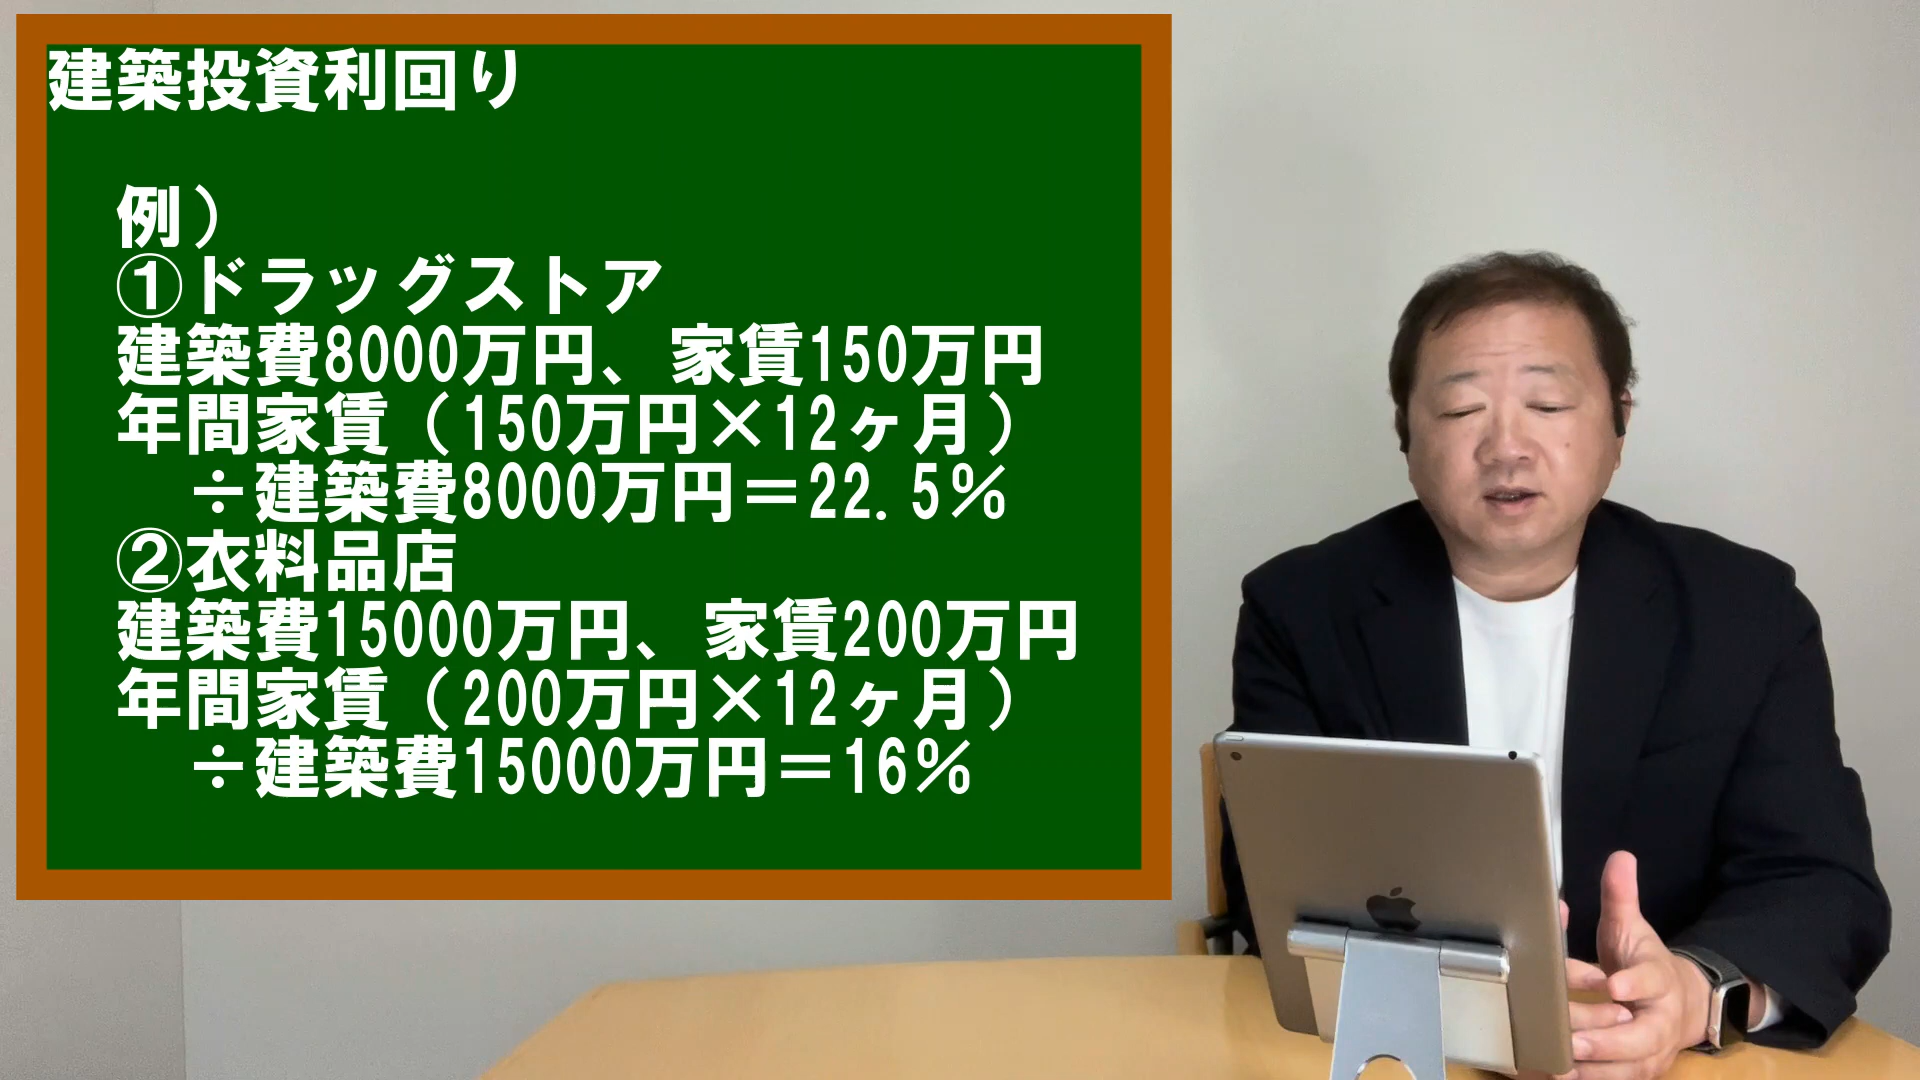 建築投資利回り
例）
①ドラッグストア
建築費8000万円、家賃150万円
年間家賃（150万円×12ヶ月）
÷建築費8000万円＝22.5％
②衣料品店
建築費15000万円、家賃200万円
年間家賃（200万円×12ヶ月）
÷建築費15000万円＝16％